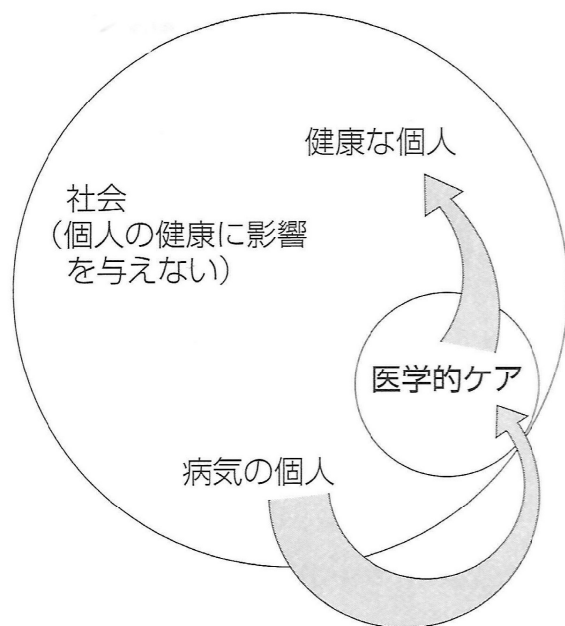 健康な個人
社会
(個人の健康に影響
を与えない)
医学的ケア
病気の個人